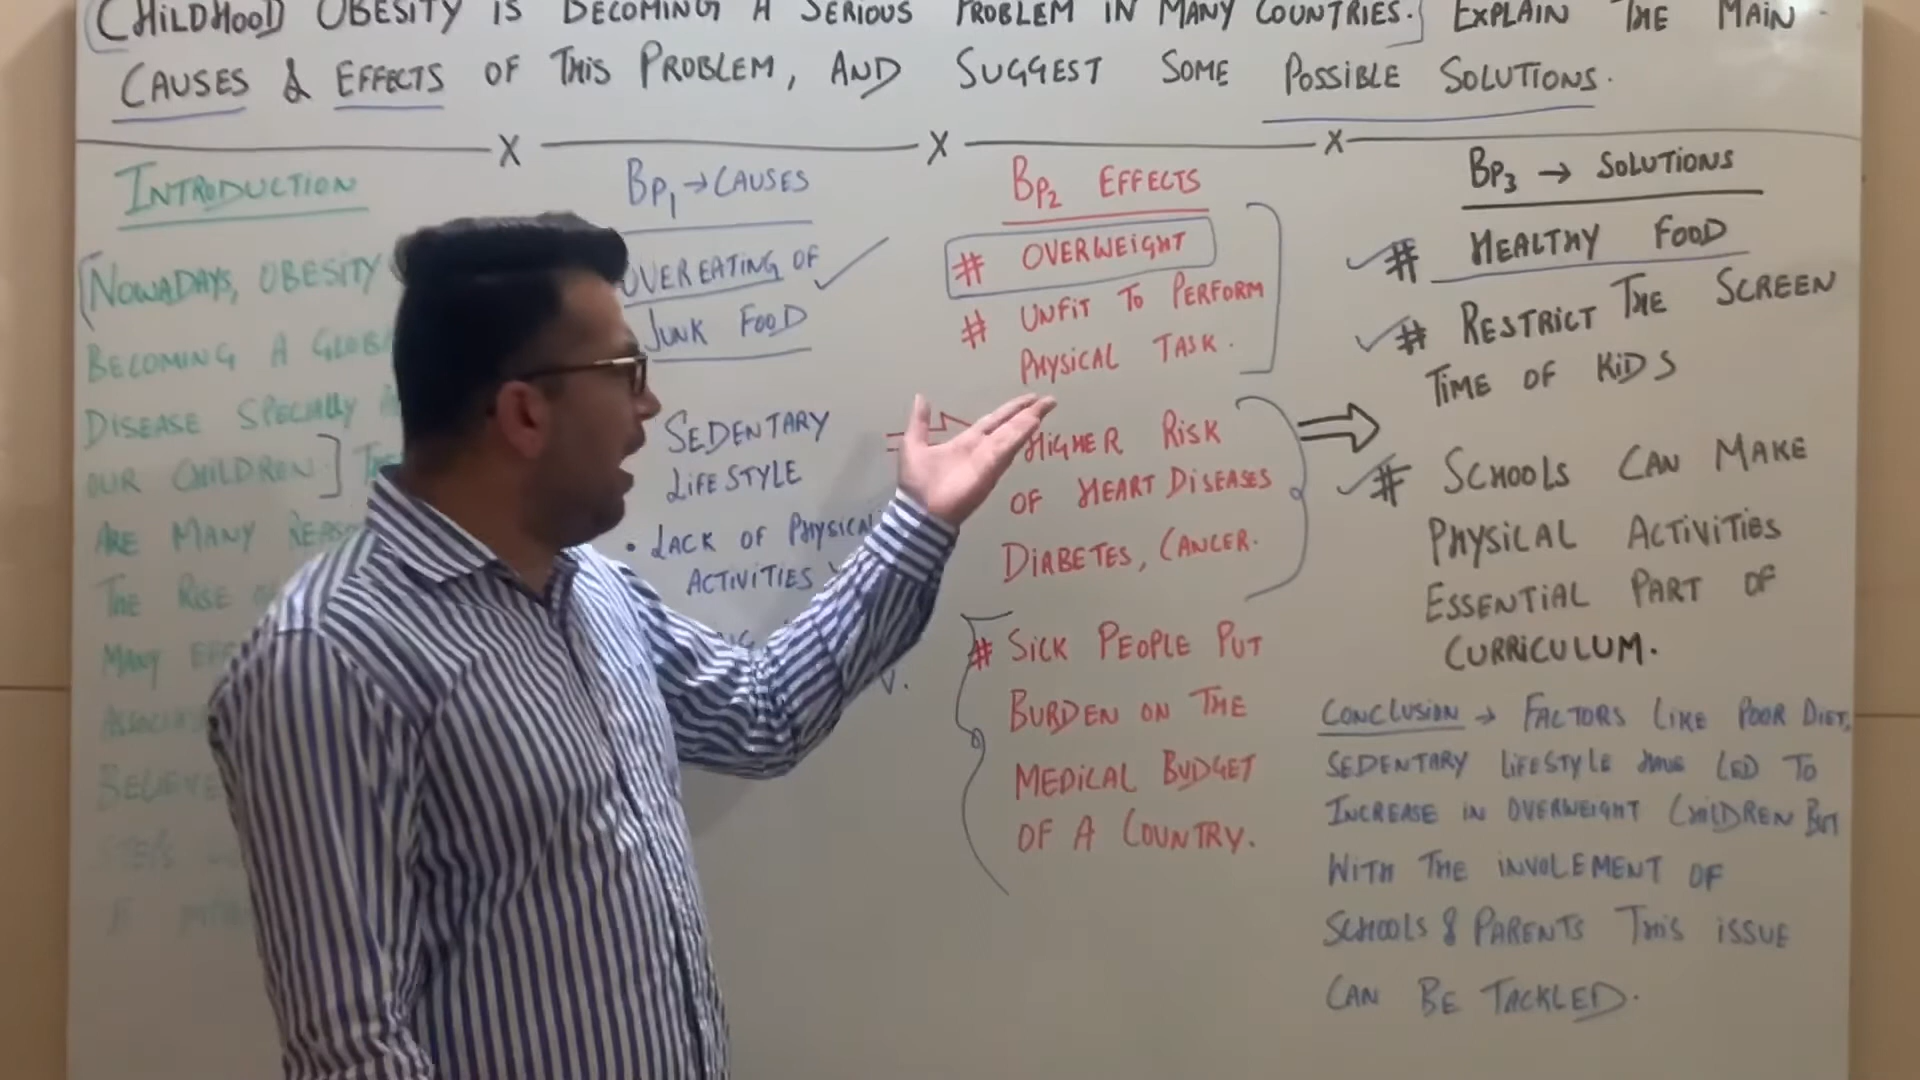 CHILDHOOD OBESITY IS BECOMING A SERIOUS PROBLEM IN MANY COUNTRIES. EXPLAIN THE MAIN
CAUSES & EFFECTS OF THIS PROBLEM, AND SUGGEST SOME POSSIBLE SOLUTIONS.
X X X
INTRODUCTION
NOWADAYS, OBESITY
BECOMING A
DISEASE SPECIALLY
OUR CHILDREN.
ARE MANY
THE RISE
MANY
BELIEVE
BP1 → CAUSES
OVEREATING OF
JUNK FOOD
SEDENTARY
LIFESTYLE
• LACK OF PHYSICAL
ACTIVITIES
BP2 EFFECTS
# OVERWEIGHT
# UNFIT TO PERFORM
PHYSICAL TASK.
HIGHER RISK
OF HEART DISEASES
DIABETES, CANCER.
# SICK PEOPLE PUT
BURDEN ON THE
MEDICAL BUDGET
OF A COUNTRY.
BP3 → SOLUTIONS
# HEALTHY FOOD
# RESTRICT THE SCREEN
TIME OF KIDS
# SCHOOLS CAN MAKE
PHYSICAL ACTIVITIES
ESSENTIAL PART OF
CURRICULUM.
CONCLUSION → FACTORS LIKE POOR DIET,
SEDENTARY LIFESTYLE HAVE LED TO
INCREASE IN OVERWEIGHT CHILDREN BUT
WITH THE INVOLEMENT OF
SCHOOLS & PARENTS THIS ISSUE
CAN BE TACKLED.